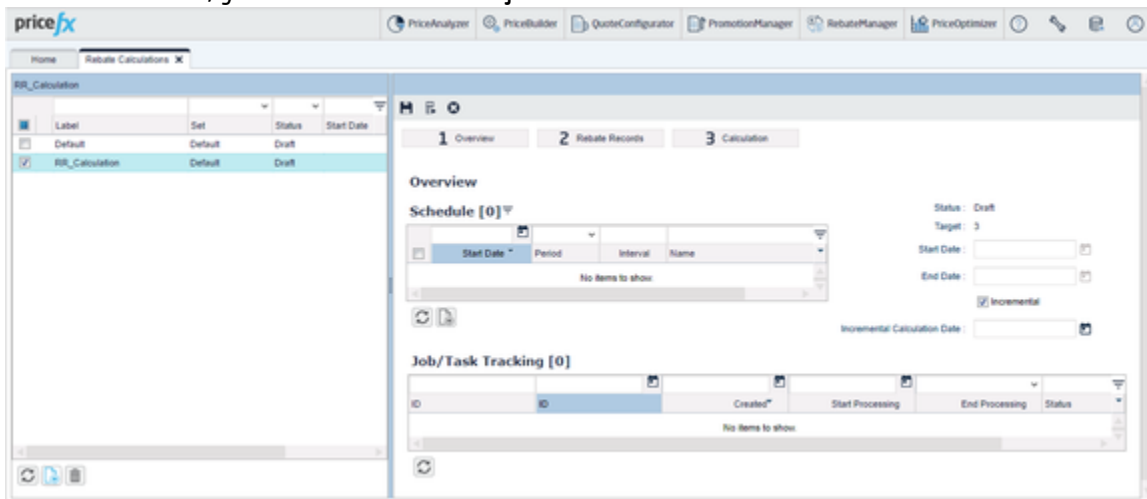 pricefx
PriceAnalyzer PriceBuilder QuoteConfigurator PromotionManager RebateManager PriceOptimizer
Home Rebate Calculations X
RR_Calculation
Label Set Status Start Date
Default Default Draft
RR_Calculation Default Draft
1 Overview 2 Rebate Records 3 Calculation
Overview
Schedule [0]
Start Date Period Interval Name
No items to show.
Status : Draft
Target : 3
Start Date :
End Date :
Incremental
Incremental Calculation Date :
Job/Task Tracking [0]
ID ID Created Start Processing End Processing Status
No items to show.